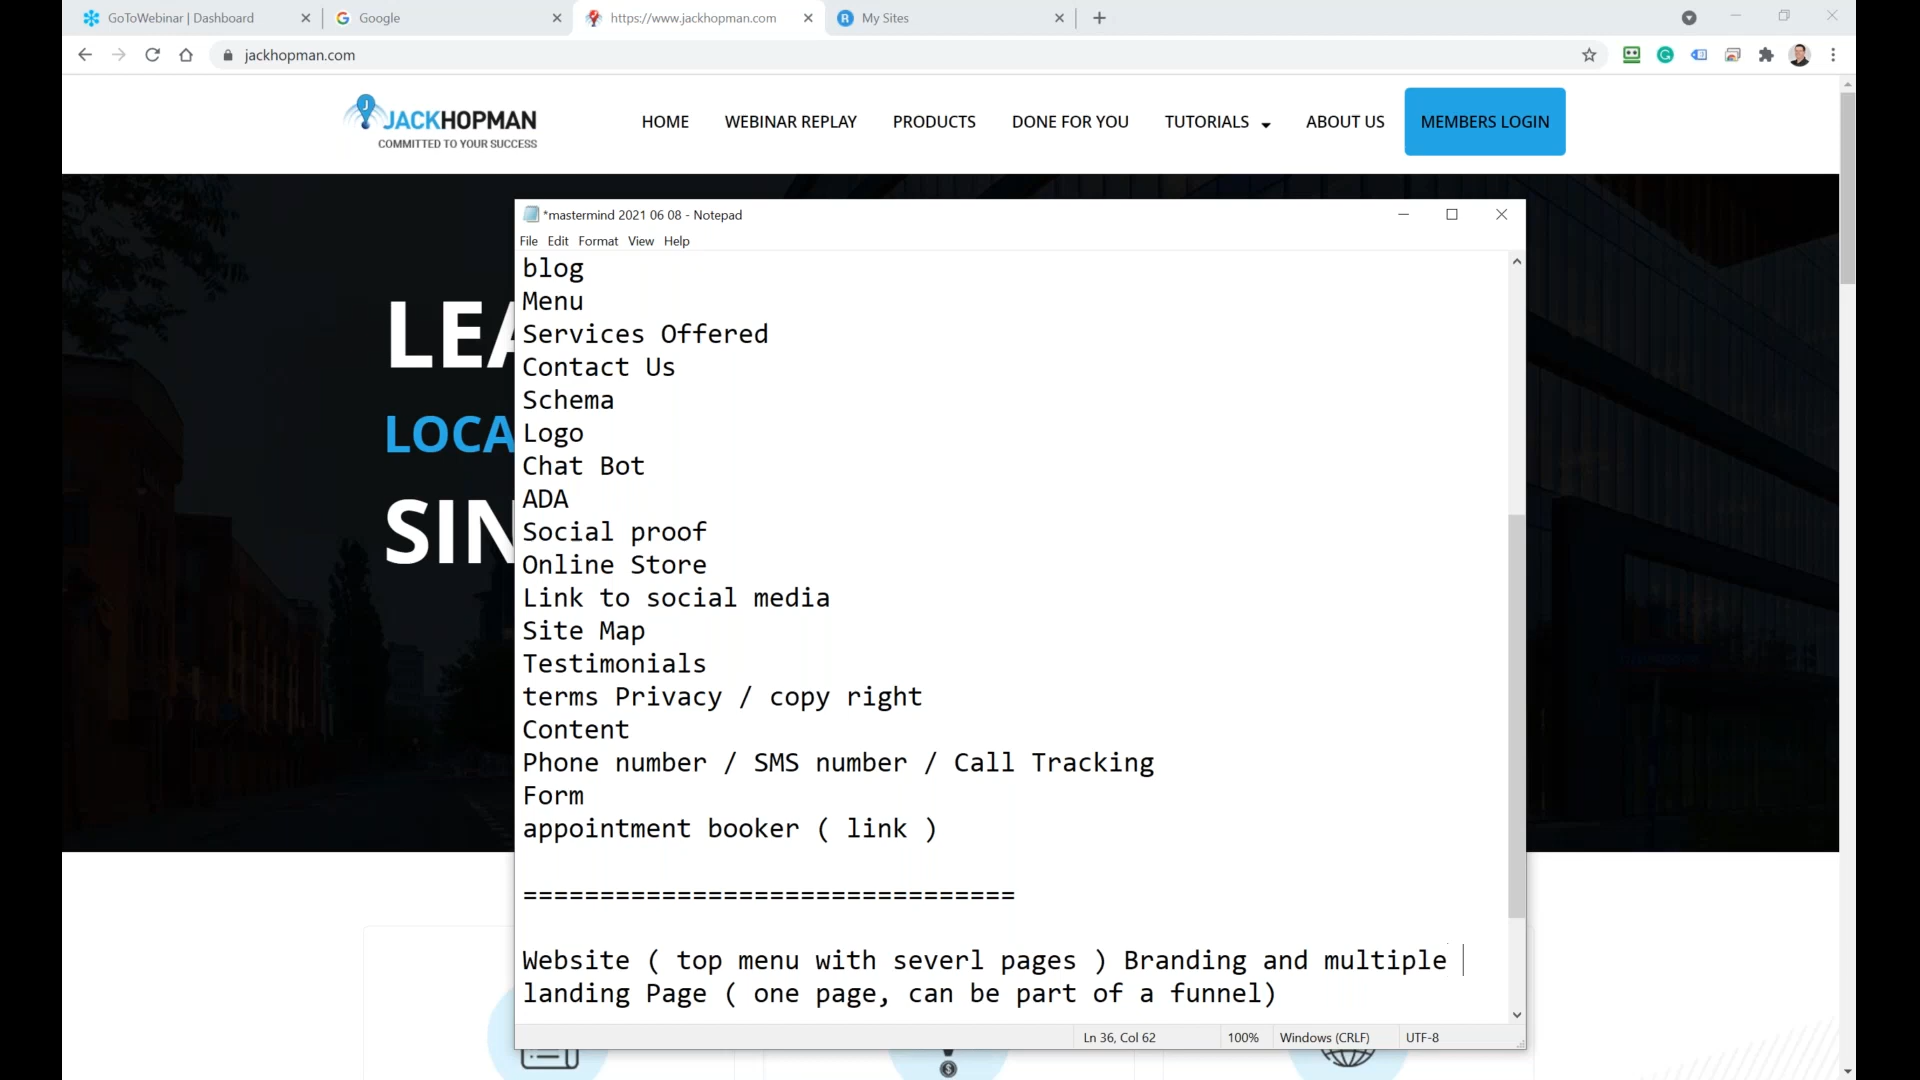 GoToWebinar | Dashboard
Google
https://www.jackhopman.com
My Sites
jackhopman.com
JACKHOPMAN
COMMITTED TO YOUR SUCCESS
HOME
WEBINAR REPLAY
PRODUCTS
DONE FOR YOU
TUTORIALS
ABOUT US
MEMBERS LOGIN
LEA
LOCA
SIN
*mastermind 2021 06 08 - Notepad
File Edit Format View Help
blog
Menu
Services Offered
Contact Us
Schema
Logo
Chat Bot
ADA
Social proof
Online Store
Link to social media
Site Map
Testimonials
terms Privacy / copy right
Content
Phone number / SMS number / Call Tracking
Form
appointment booker ( link )
================================
Website ( top menu with severl pages ) Branding and multiple
landing Page ( one page, can be part of a funnel)
Ln 36, Col 62
100%
Windows (CRLF)
UTF-8